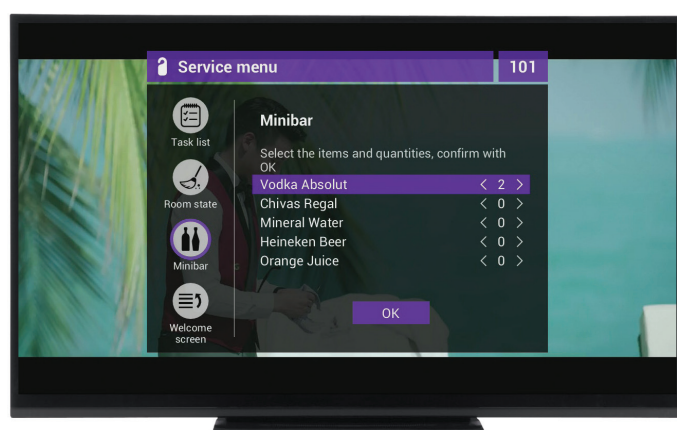 Service menu 101
Task list
Room state
Minibar
Welcome
screen
Minibar
Select the items and quantities, confirm with
OK
Vodka Absolut < 2 >
Chivas Regal < 0 >
Mineral Water < 0 >
Heineken Beer < 0 >
Orange Juice < 0 >
OK